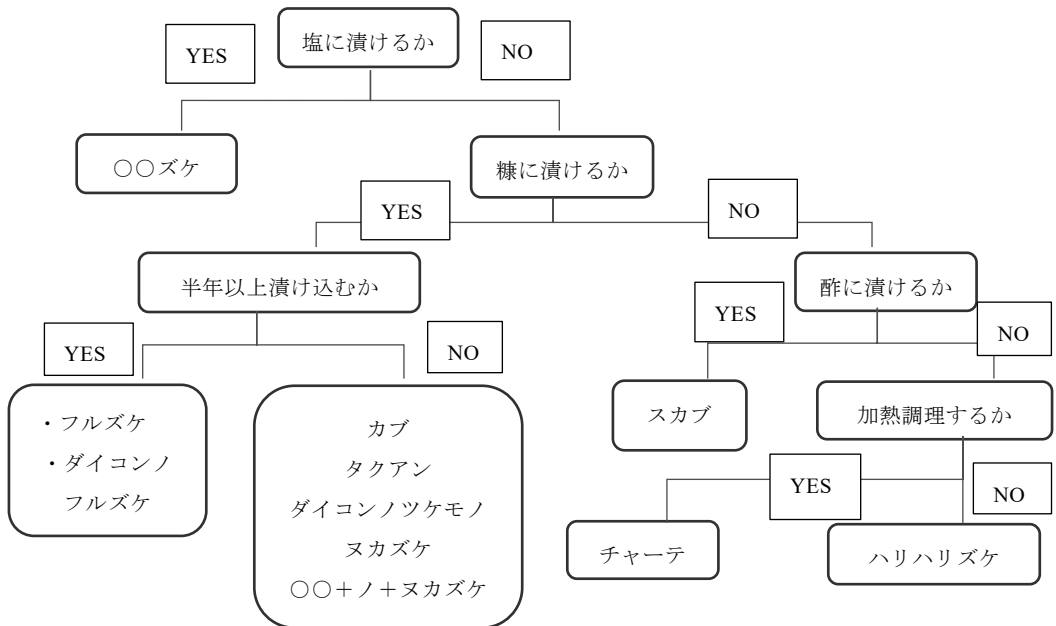 塩に漬けるか
YES
NO
○○ズケ
糠に漬けるか
YES
NO
半年以上漬け込むか
酢に漬けるか
YES
NO
YES
NO
・フルズケ
・ダイコンノ
フルズケ
カブ
タクアン
ダイコンノツケモノ
ヌカズケ
○○+ノ+ヌカズケ
スカブ
加熱調理するか
YES
NO
チャーテ
ハリハリズケ